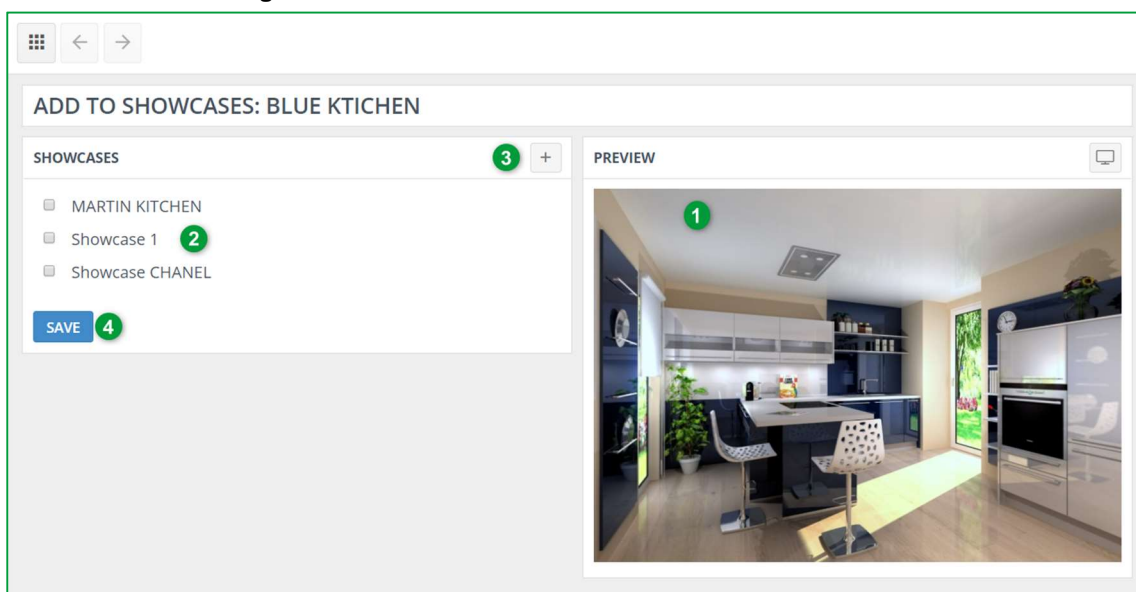 ADD TO SHOWCASES: BLUE KTICHEN
SHOWCASES
3
+
MARTIN KITCHEN
Showcase 1
2
Showcase CHANEL
SAVE
4
PREVIEW
1